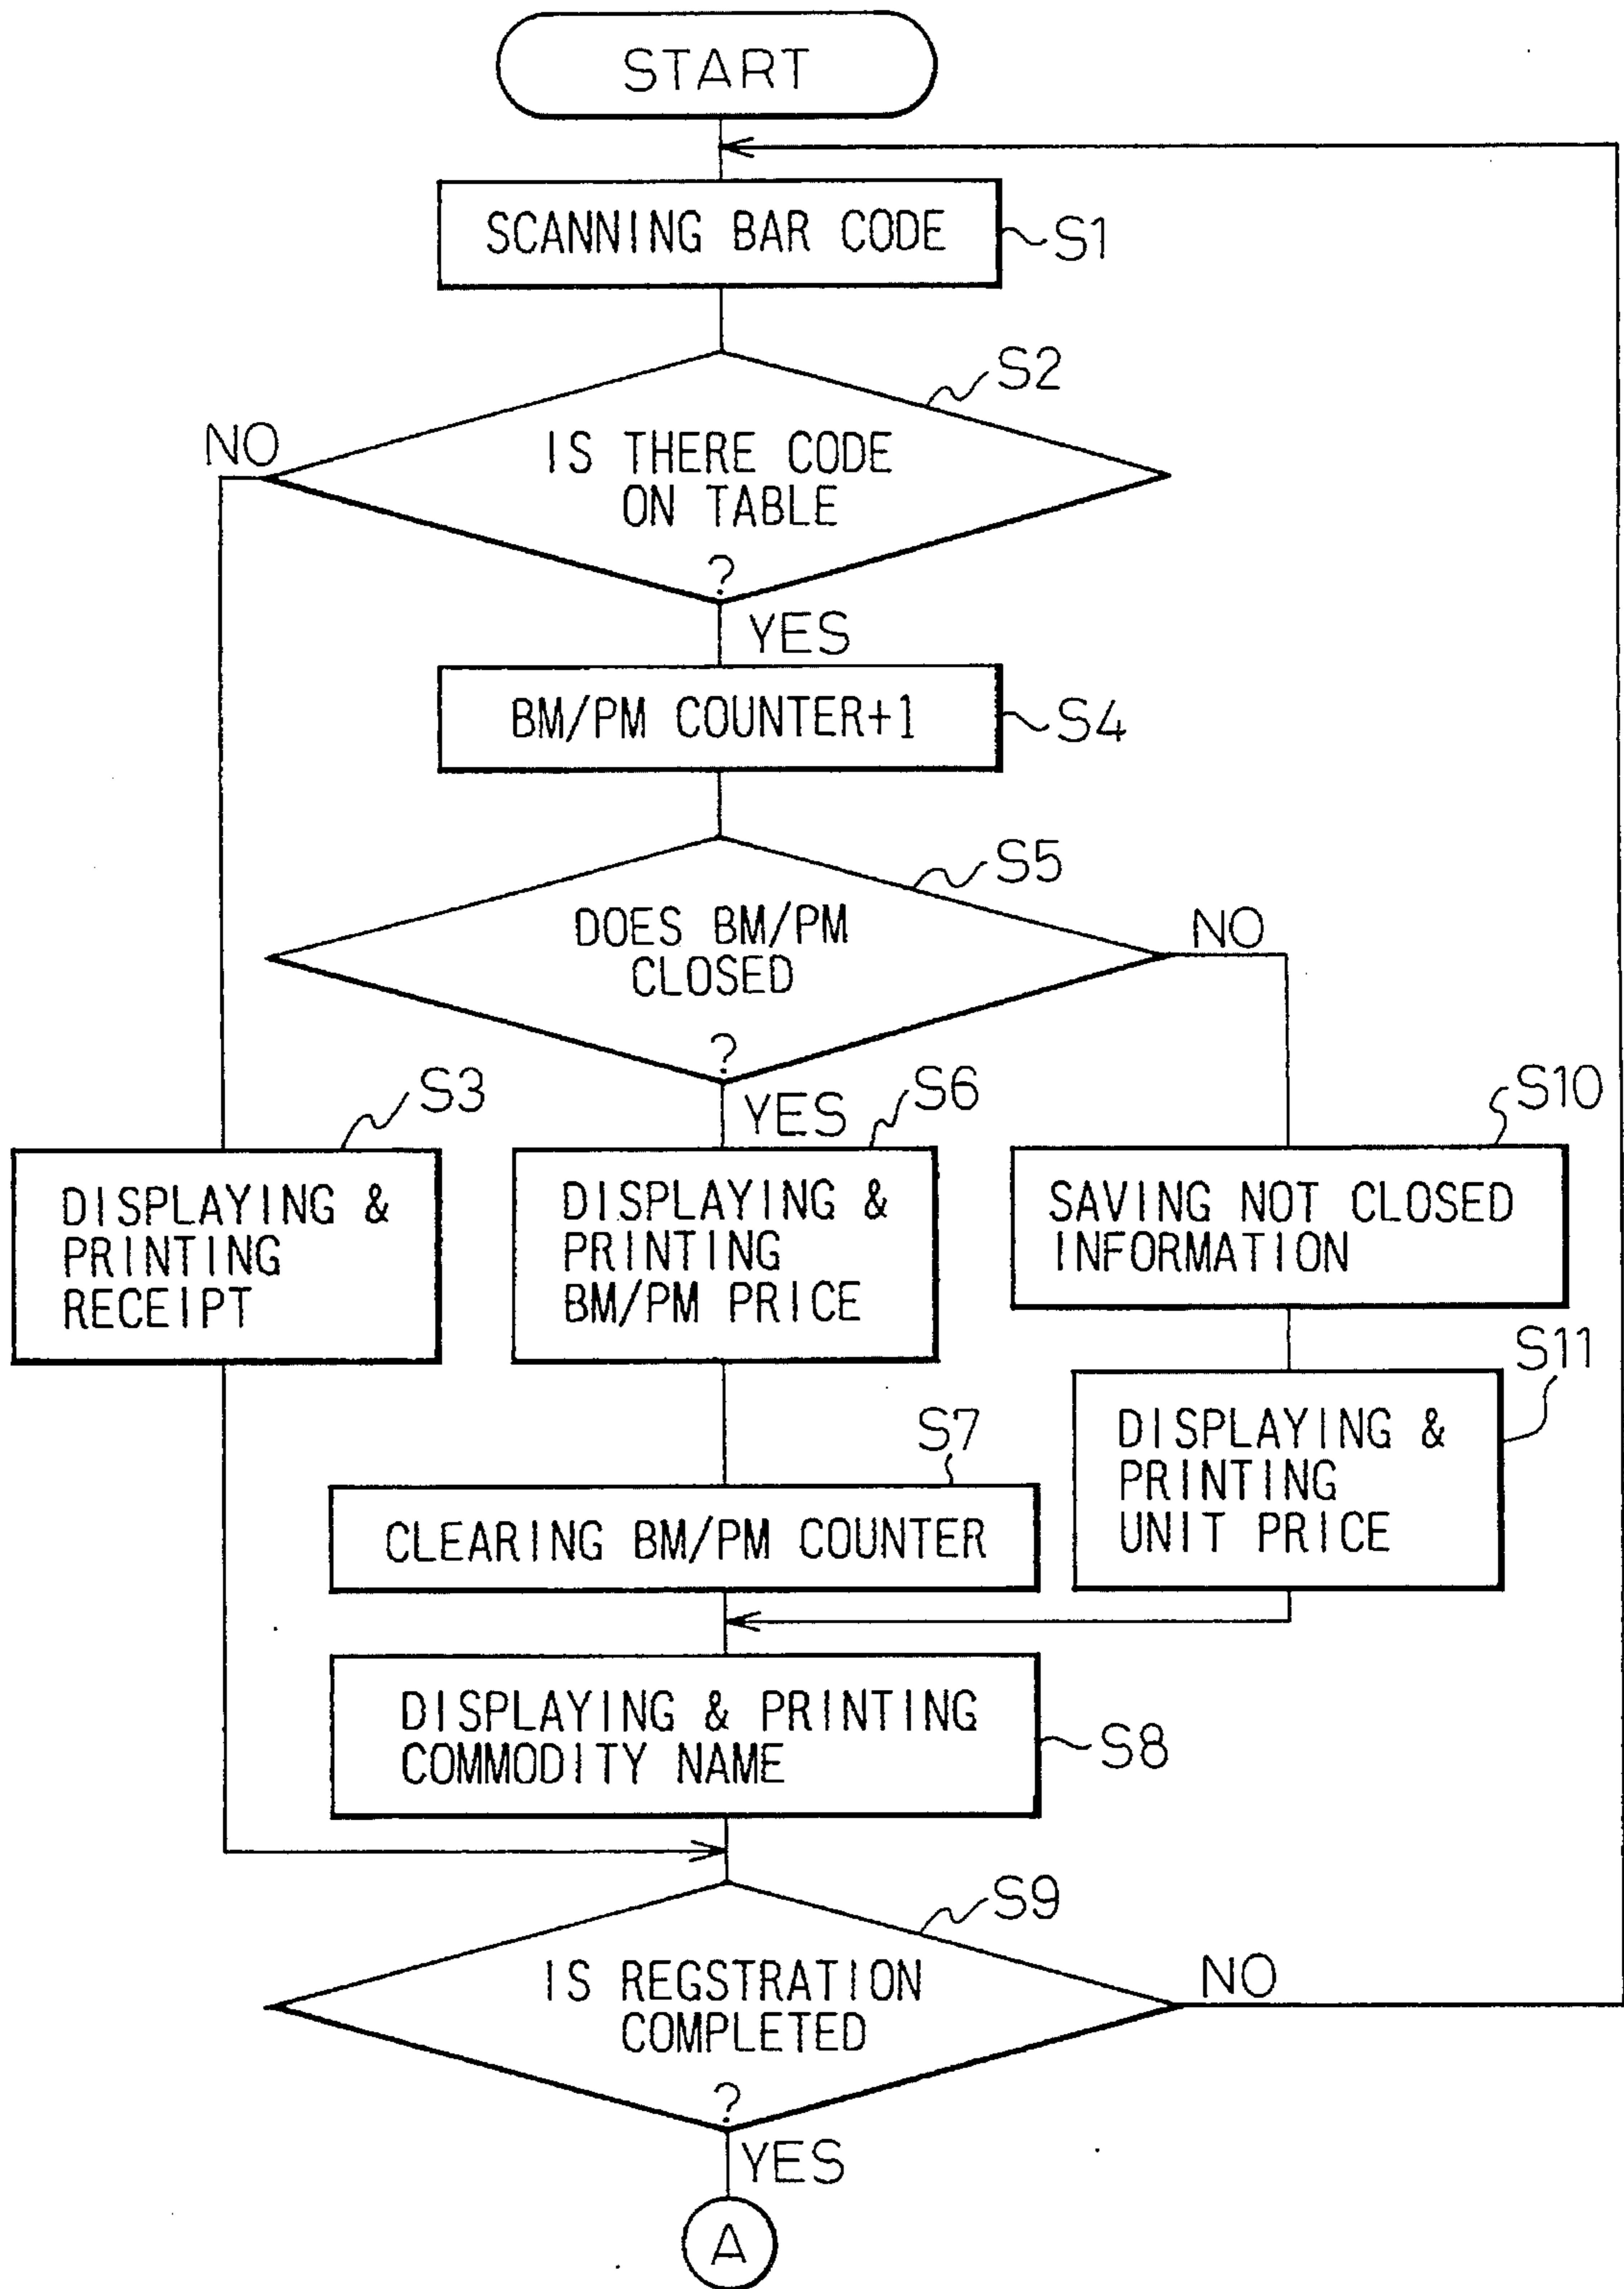 START
SCANNING BAR CODE
S1
S2
NO
IS THERE CODE
ON TABLE
?
YES
BM/PM COUNTER+1
S4
S5
DOES BM/PM
CLOSED
?
NO
YES
S3
DISPLAYING &
PRINTING
RECEIPT
S6
DISPLAYING &
PRINTING
BM/PM PRICE
S10
SAVING NOT CLOSED
INFORMATION
S11
DISPLAYING &
PRINTING
UNIT PRICE
S7
CLEARING BM/PM COUNTER
DISPLAYING & PRINTING
COMMODITY NAME
S8
S9
IS REGSTRATION
COMPLETED
?
NO
YES
A